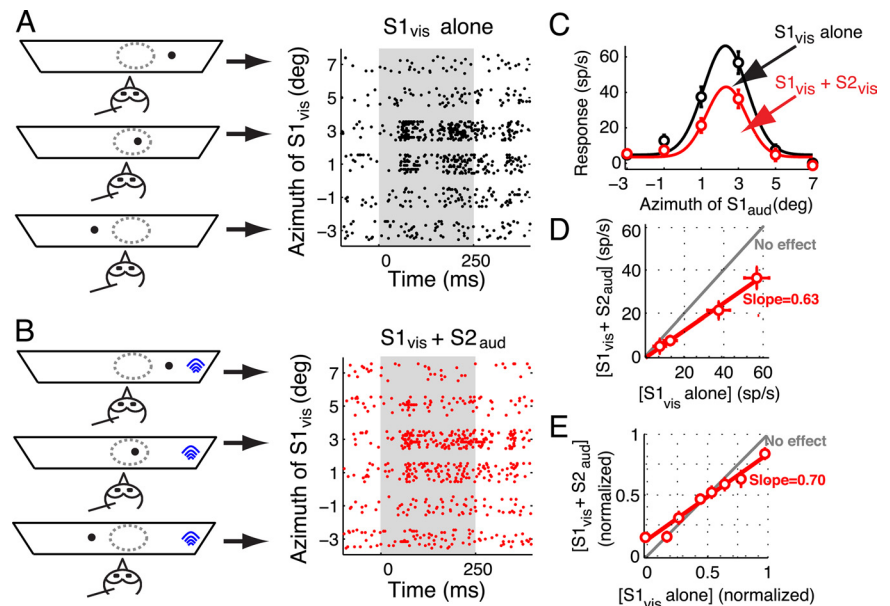 A
S1vis alone
Azimuth of S1vis (deg)
7
5
3
1
−1
−3
0
250
Time (ms)
B
S1vis + S2aud
Azimuth of S1vis (deg)
7
5
3
1
−1
−3
0
250
Time (ms)
C
Response (sp/s)
60
40
20
0
S1vis alone
S1vis + S2vis
−3
−1
1
3
5
7
Azimuth of S1aud(deg)
D
[S1vis+ S2aud] (sp/s)
60
40
20
0
No effect
Slope=0.63
20
40
60
[S1vis alone] (sp/s)
E
[S1vis + S2aud]
(normalized)
1
0.5
0
No effect
Slope=0.70
0
0.5
1
[S1vis alone] (normalized)